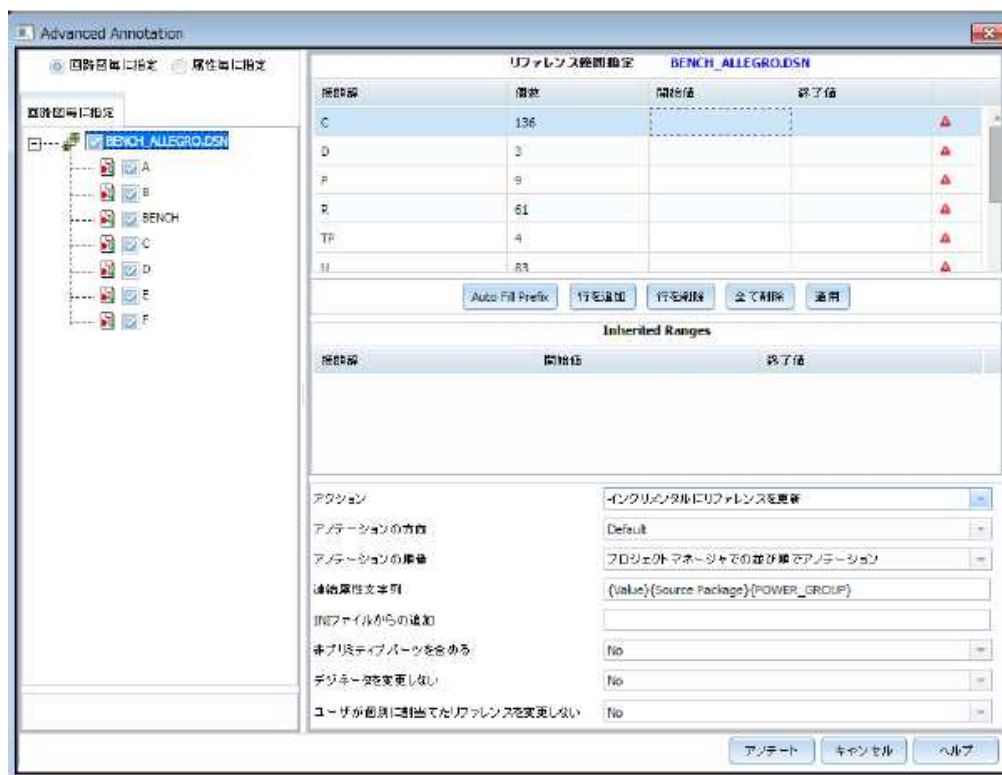 Advanced Annotation
回路図毎に指定 属性毎に指定
回路図毎に指定
BENCH_ALLEGRO.DSN
A
B
BENCH
C
D
E
F
リファレンス範囲指定 BENCH_ALLEGRO.DSN
接頭辞 個数 開始値 終了値
C 136
D 3
P 9
R 61
TP 4
U 83
Auto Fill Prefix 行を追加 行を削除 全て削除 適用
Inherited Ranges
接頭辞 開始値 終了値
アクション インクリメンタルにリファレンスを更新
アノテーションの方向 Default
アノテーションの順番 プロジェクトマネージャでの並び順でアノテーション
連結属性文字列 {Value}{Source Package}{POWER_GROUP}
INIファイルからの追加
非プリミティブパーツを含める No
デジネータを変更しない No
ユーザが個別に割当てたリファレンスを変更しない No
アノテート キャンセル ヘルプ